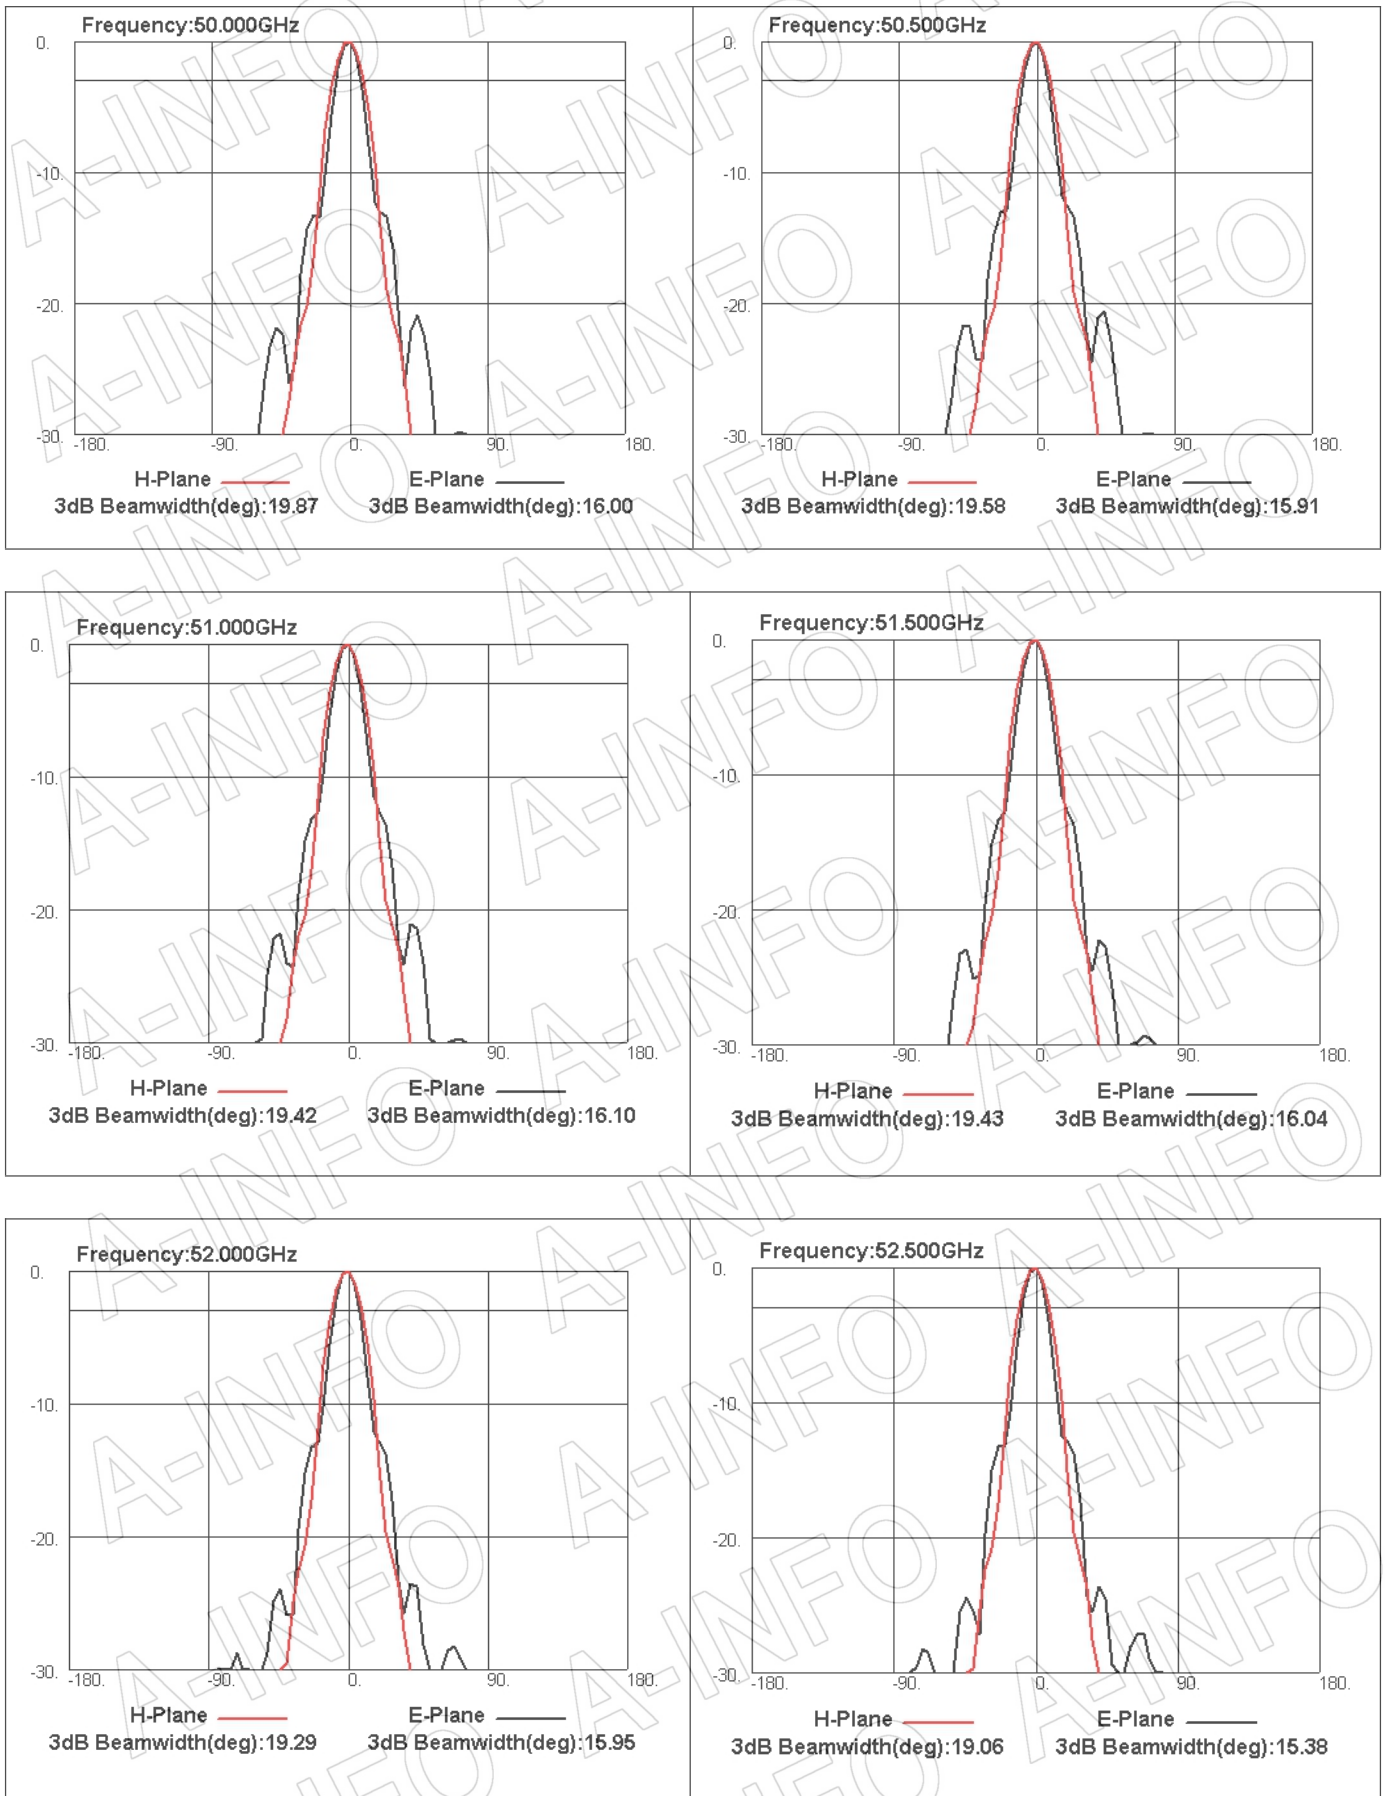 Frequency:50.000GHz
0.
-10.
-20.
-30.
-180.
-90.
0.
90.
180.
H-Plane
E-Plane
3dB Beamwidth(deg):19.87
3dB Beamwidth(deg):16.00
Frequency:50.500GHz
0.
-10.
-20.
-30.
-180.
-90.
0.
90.
180.
H-Plane
E-Plane
3dB Beamwidth(deg):19.58
3dB Beamwidth(deg):15.91
Frequency:51.000GHz
0.
-10.
-20.
-30.
-180.
-90.
0.
90.
180.
H-Plane
E-Plane
3dB Beamwidth(deg):19.42
3dB Beamwidth(deg):16.10
Frequency:51.500GHz
0.
-10.
-20.
-30.
-180.
-90.
0.
90.
180.
H-Plane
E-Plane
3dB Beamwidth(deg):19.43
3dB Beamwidth(deg):16.04
Frequency:52.000GHz
0.
-10.
-20.
-30.
-180.
-90.
0.
90.
180.
H-Plane
E-Plane
3dB Beamwidth(deg):19.29
3dB Beamwidth(deg):15.95
Frequency:52.500GHz
0.
-10.
-20.
-30.
-180.
-90.
0.
90.
180.
H-Plane
E-Plane
3dB Beamwidth(deg):19.06
3dB Beamwidth(deg):15.38
A-INFO